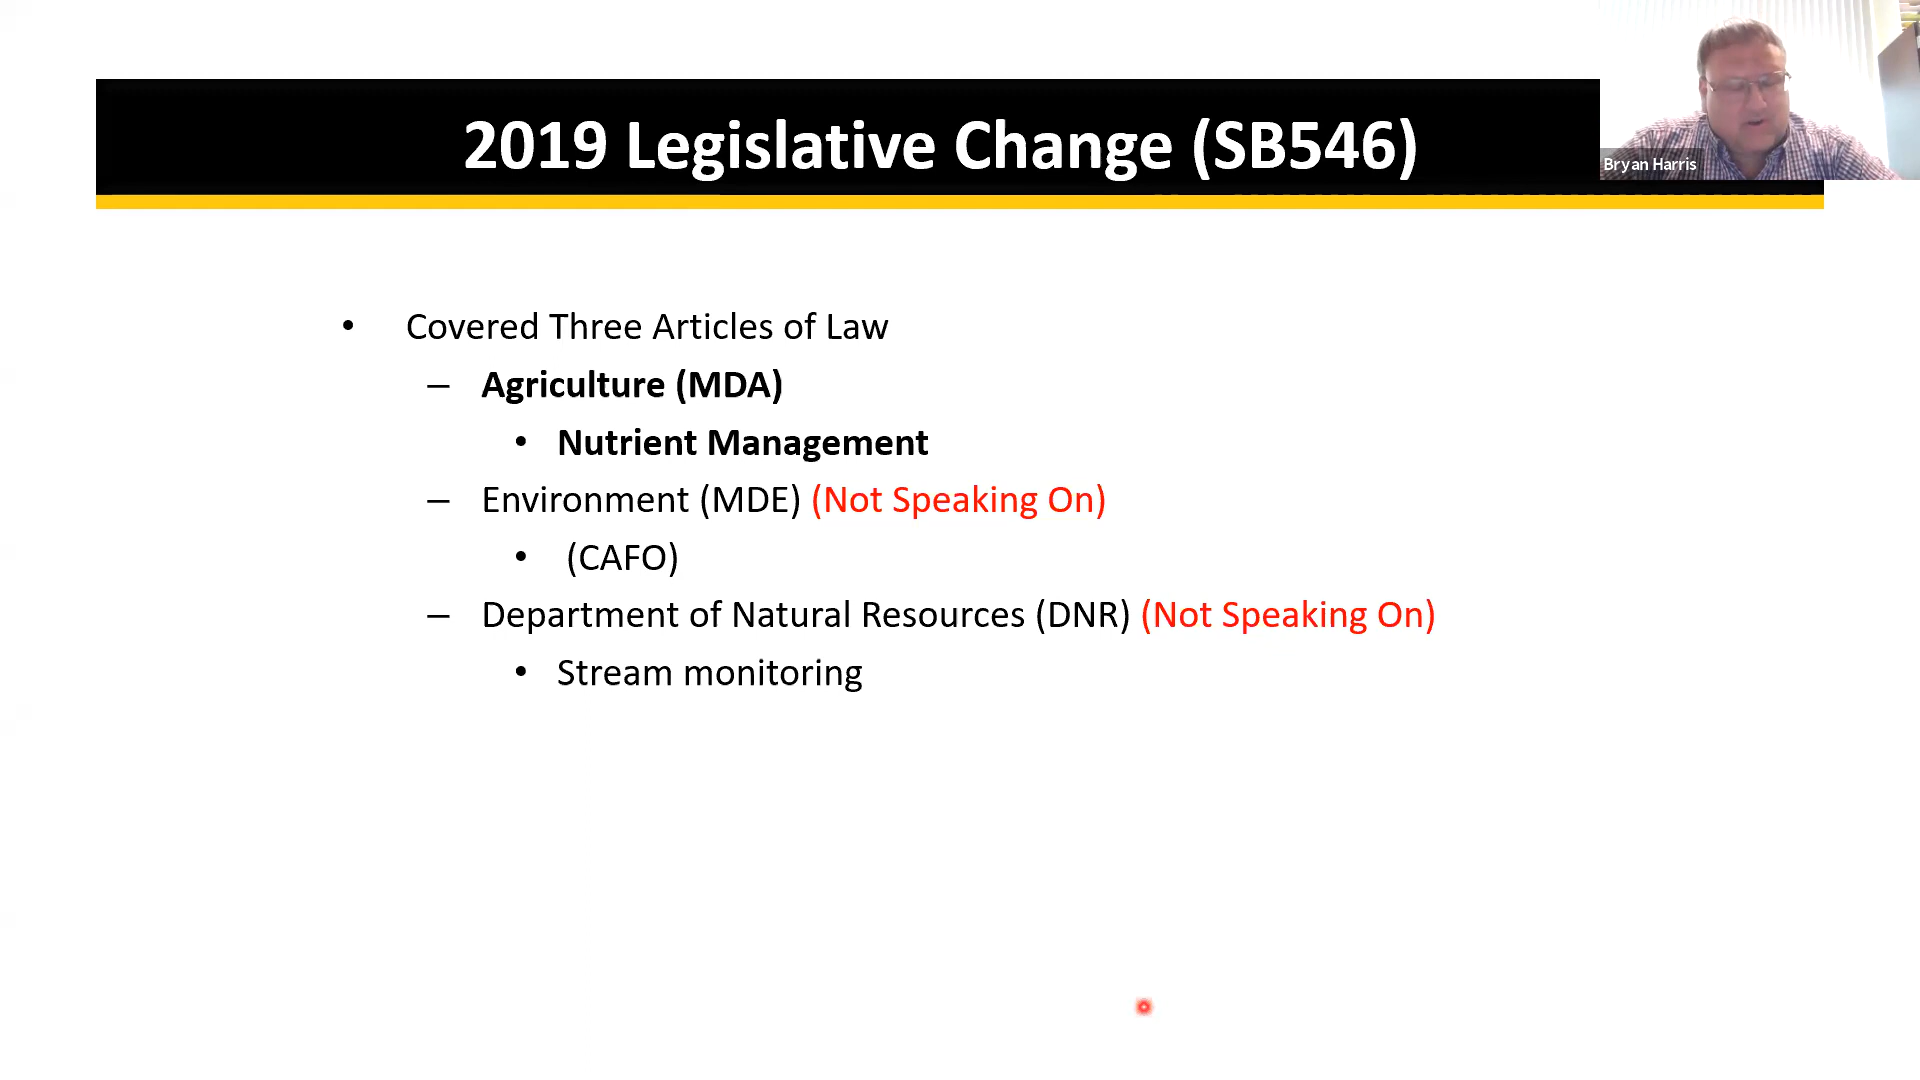 2019 Legislative Change (SB546)
Bryan Harris
• Covered Three Articles of Law
– Agriculture (MDA)
• Nutrient Management
– Environment (MDE) (Not Speaking On)
• (CAFO)
– Department of Natural Resources (DNR) (Not Speaking On)
• Stream monitoring